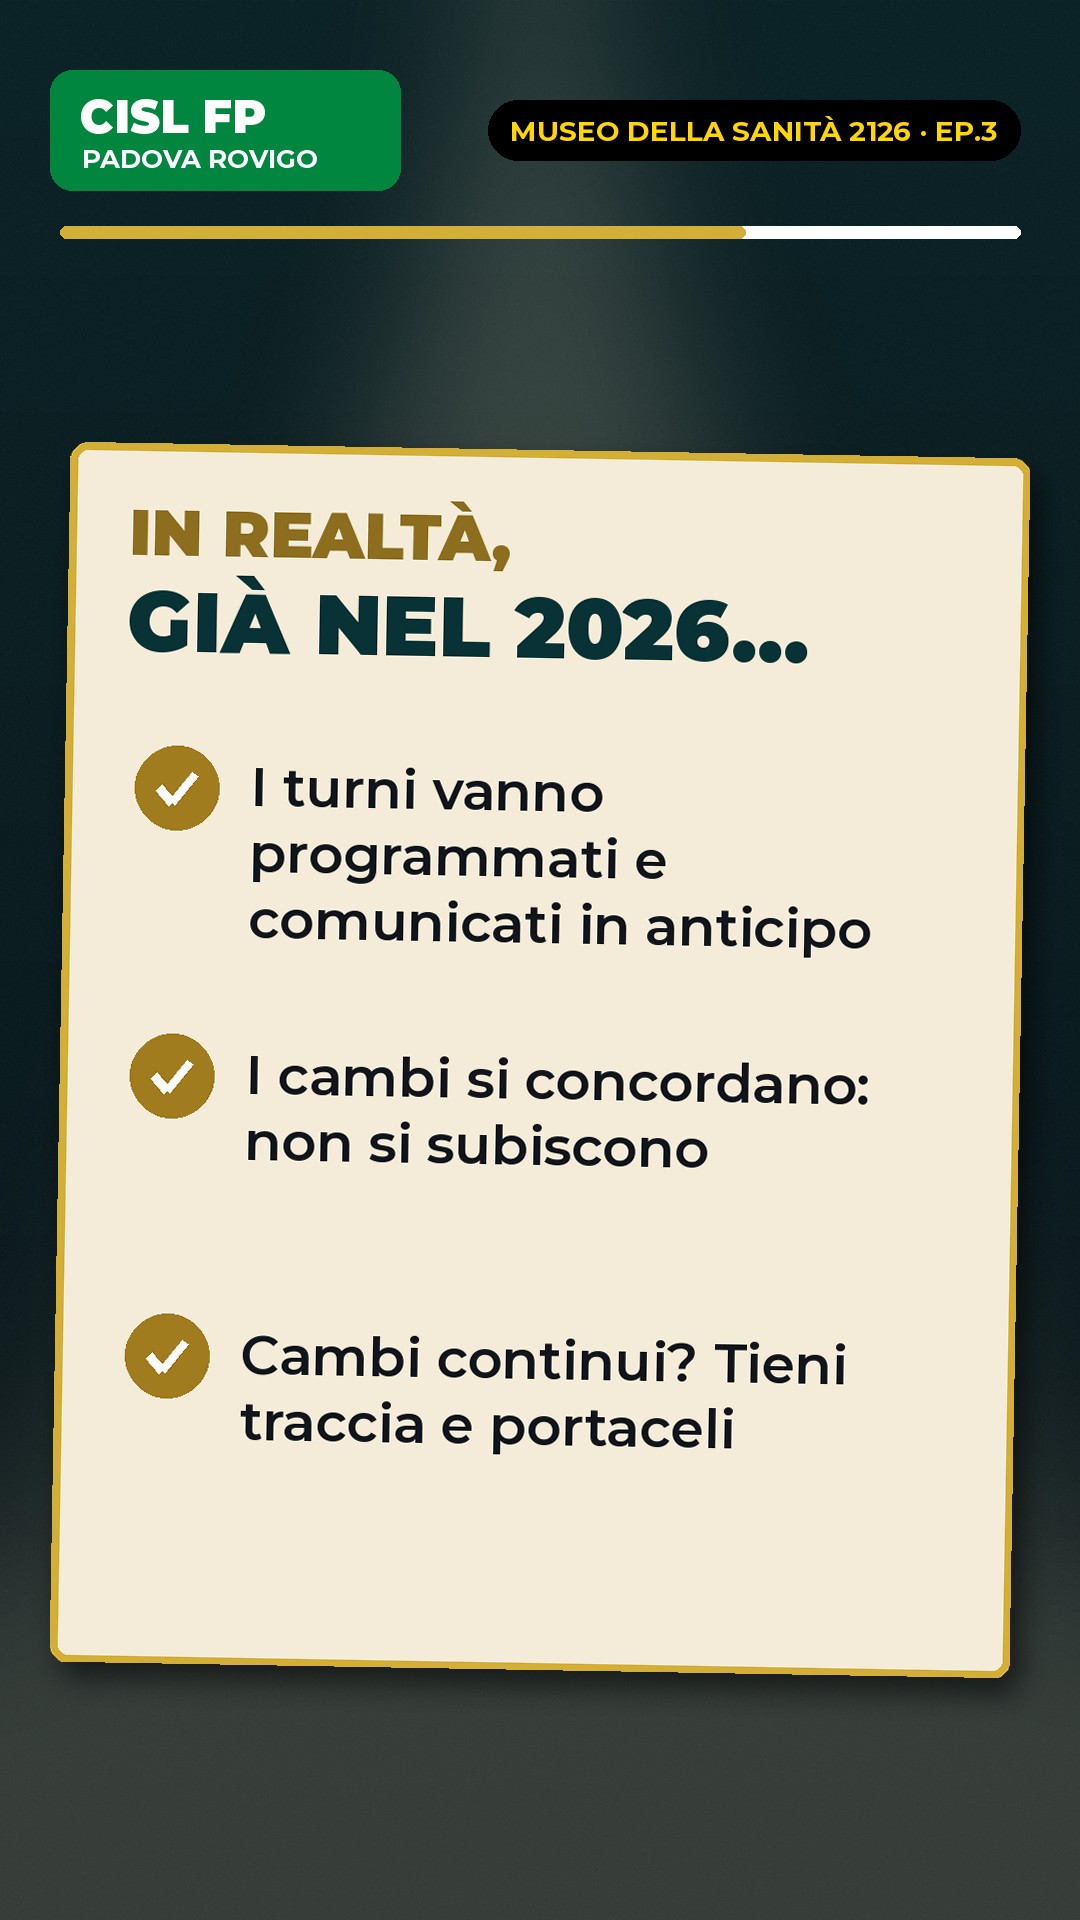 CISL FP
PADOVA ROVIGO
MUSEO DELLA SANITÀ 2126 · EP.3
IN REALTÀ,
GIÀ NEL 2026...
I turni vanno
programmati e
comunicati in anticipo
I cambi si concordano:
non si subiscono
Cambi continui? Tieni
traccia e portaceli